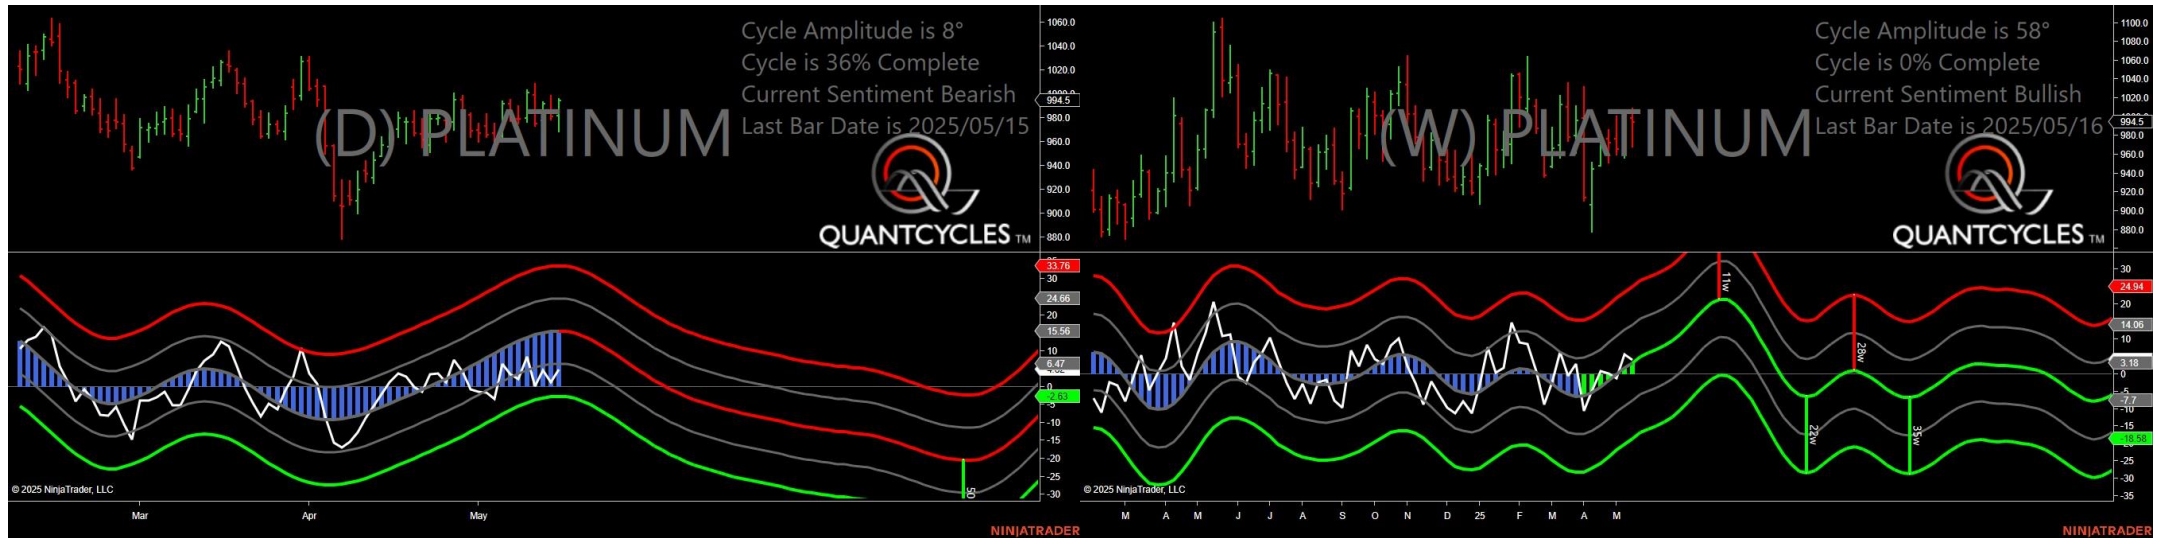 Cycle Amplitude is 8°
Cycle is 36% Complete
Current Sentiment Bearish
Last Bar Date is 2025/05/15
(D) PLATINUM
QUANTCYCLES TM
1060.0
1040.0
1020.0
994.5
980.0
960.0
940.0
920.0
900.0
880.0
33.76
30
24.66
20
15.56
10
6.47
0
-2.63
-5
-10
-15
-20
-25
-30
50
© 2025 NinjaTrader, LLC
Mar Apr May
NINJATRADER
Cycle Amplitude is 58°
Cycle is 0% Complete
Current Sentiment Bullish
Last Bar Date is 2025/05/16
(W) PLATINUM
QUANTCYCLES TM
1100.0
1080.0
1060.0
1040.0
1020.0
994.5
980.0
960.0
940.0
920.0
900.0
880.0
11w
28w
22w
35w
30
24.94
20
14.06
10
3.18
0
-5
-7.7
-10
-15
-18.58
-25
-30
-35
© 2025 NinjaTrader, LLC
M A M J J A S O N D 25 F M A M
NINJATRADER